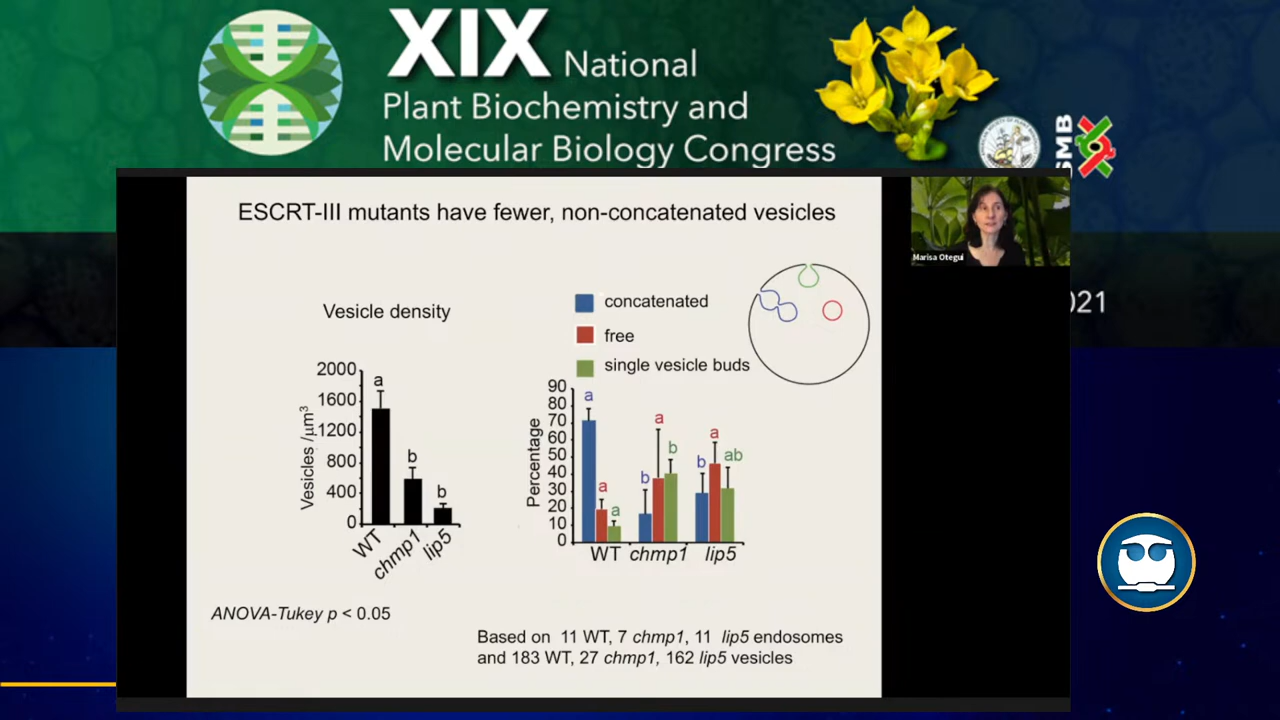 XIX National
Plant Biochemistry and
Molecular Biology Congress
SMB
021
Marisa Otegui
ESCRT-III mutants have fewer, non-concatenated vesicles
Vesicle density
Vesicles /μm³
2000
1600
1200
800
400
0
a
b
b
WT
chmp1
lip5
ANOVA-Tukey p < 0.05
concatenated
free
single vesicle buds
Percentage
90
80
70
60
50
40
30
20
10
0
a
a
a
b
a
b
b
a
ab
WT chmp1 lip5
Based on 11 WT, 7 chmp1, 11 lip5 endosomes
and 183 WT, 27 chmp1, 162 lip5 vesicles